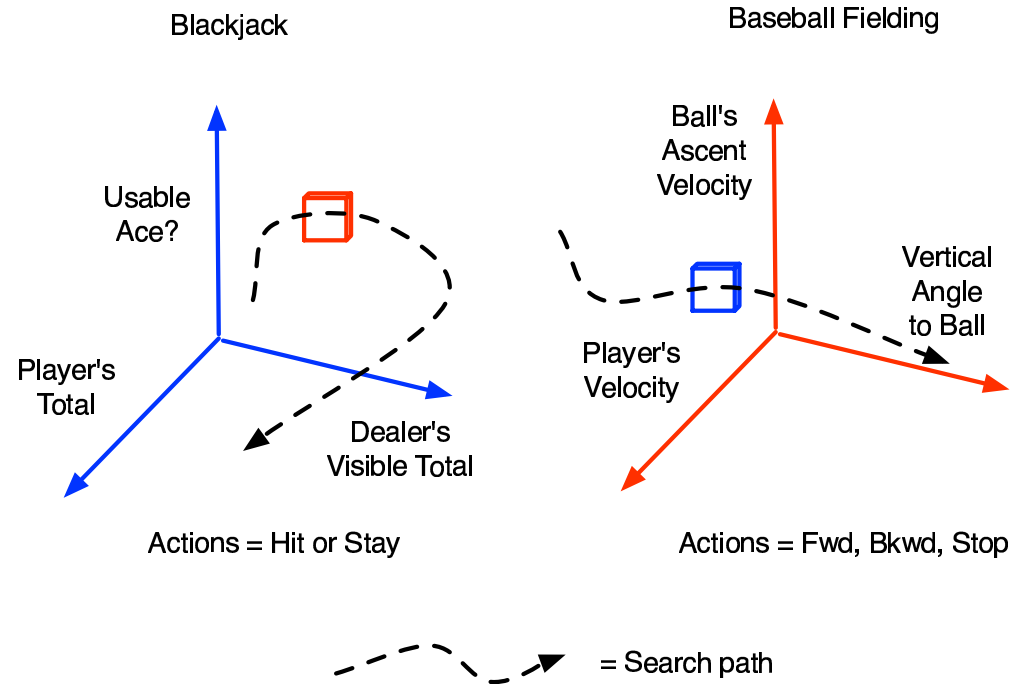 Blackjack
Baseball Fielding
Usable
Ace?
Player's
Total
Dealer's
Visible Total
Actions = Hit or Stay
Ball's
Ascent
Velocity
Vertical
Angle
to Ball
Player's
Velocity
Actions = Fwd, Bkwd, Stop
= Search path